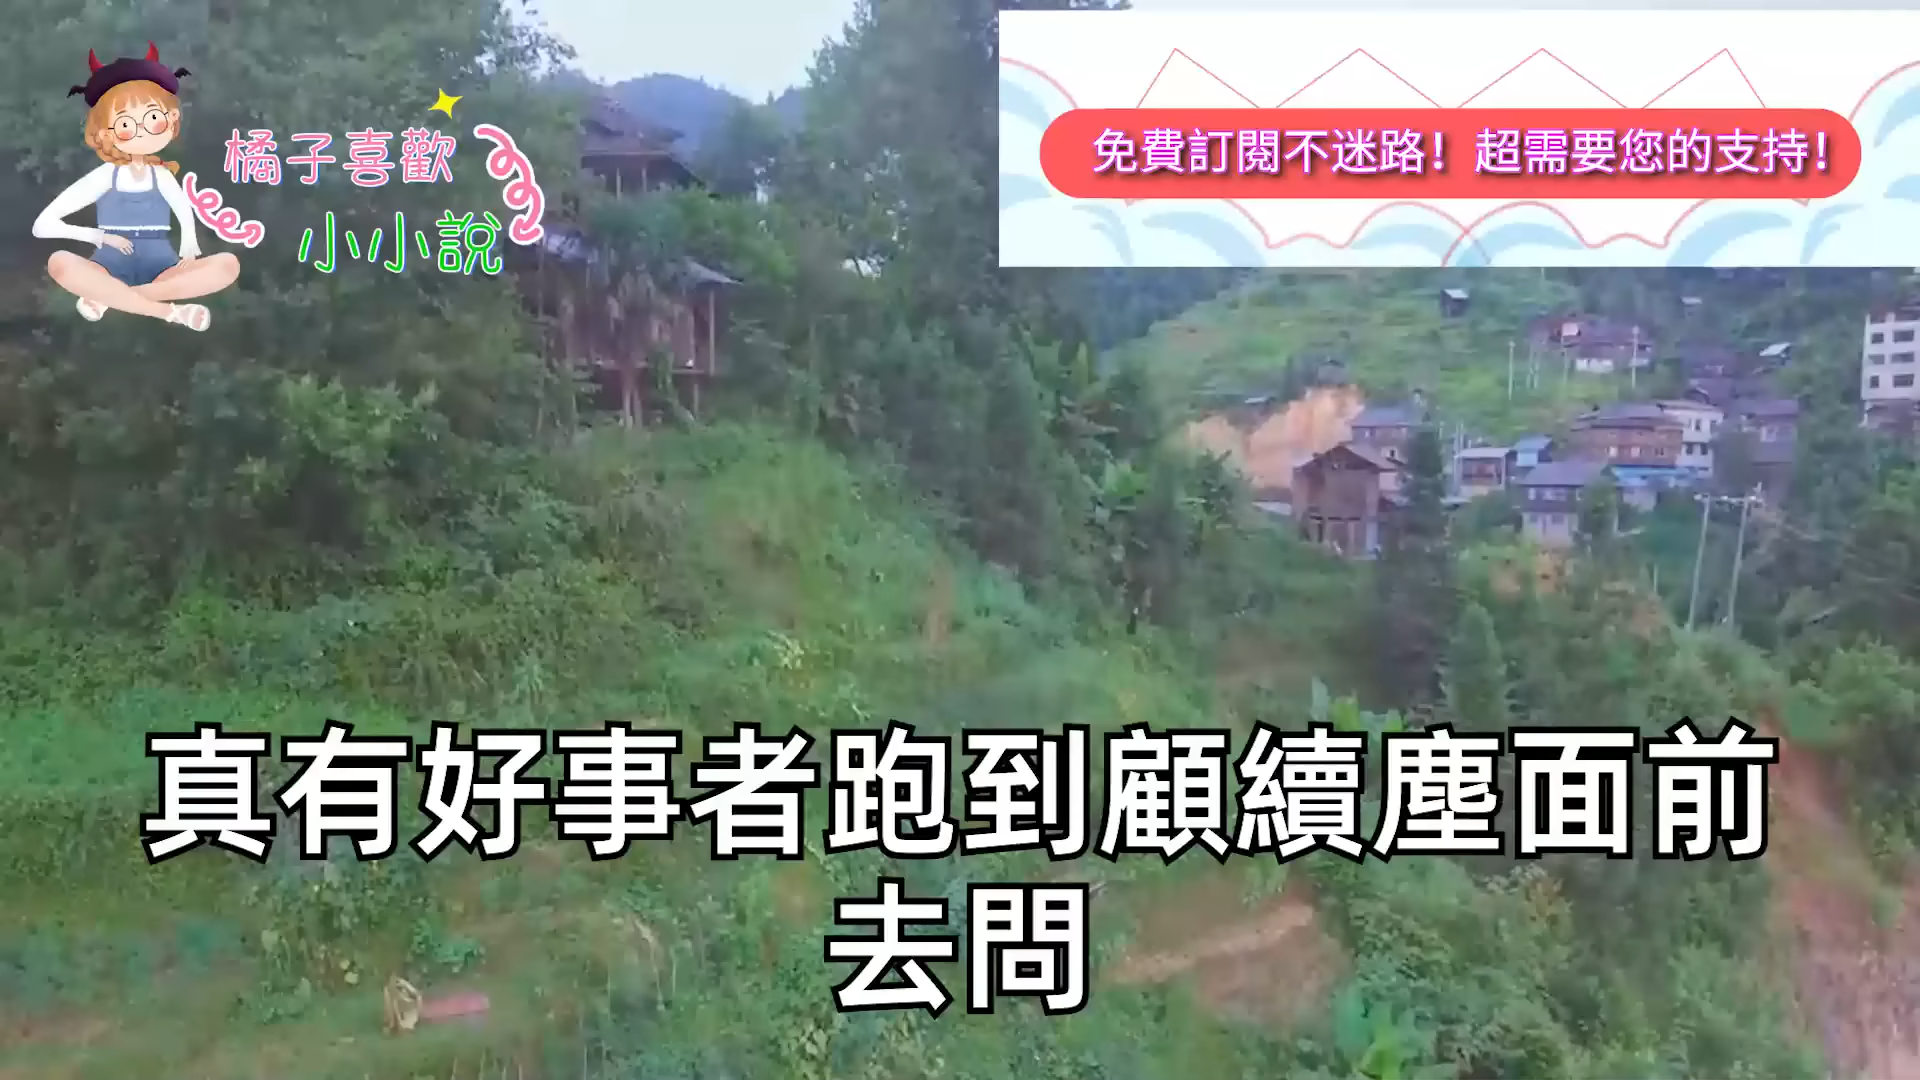 橘子喜歡
小小說
免費訂閱不迷路！超需要您的支持！
真有好事者跑到顧續塵面前
去問